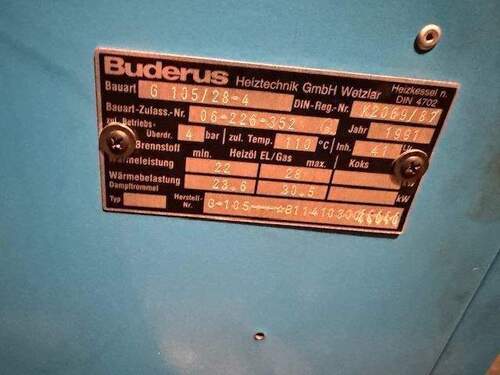 Buderus Heiztechnik GmbH Wetzlar Heizkessel n. DIN 4702
Bauart G 105/28-4 DIN-Reg.-Nr. K2069/87
Bauart-Zulass.-Nr. 06-226-352 G Jahr 1991
zul. Betriebs-Überdr. 4 bar zul. Temp. 110 °C Inh. 41
Brennstoff min. Heizöl EL/Gas max. Koks
Wärmeleistung 22 28
Wärmebelastung 23.6 30.5 kW
Dampftrommel
Typ Herstell-Nr. G-105